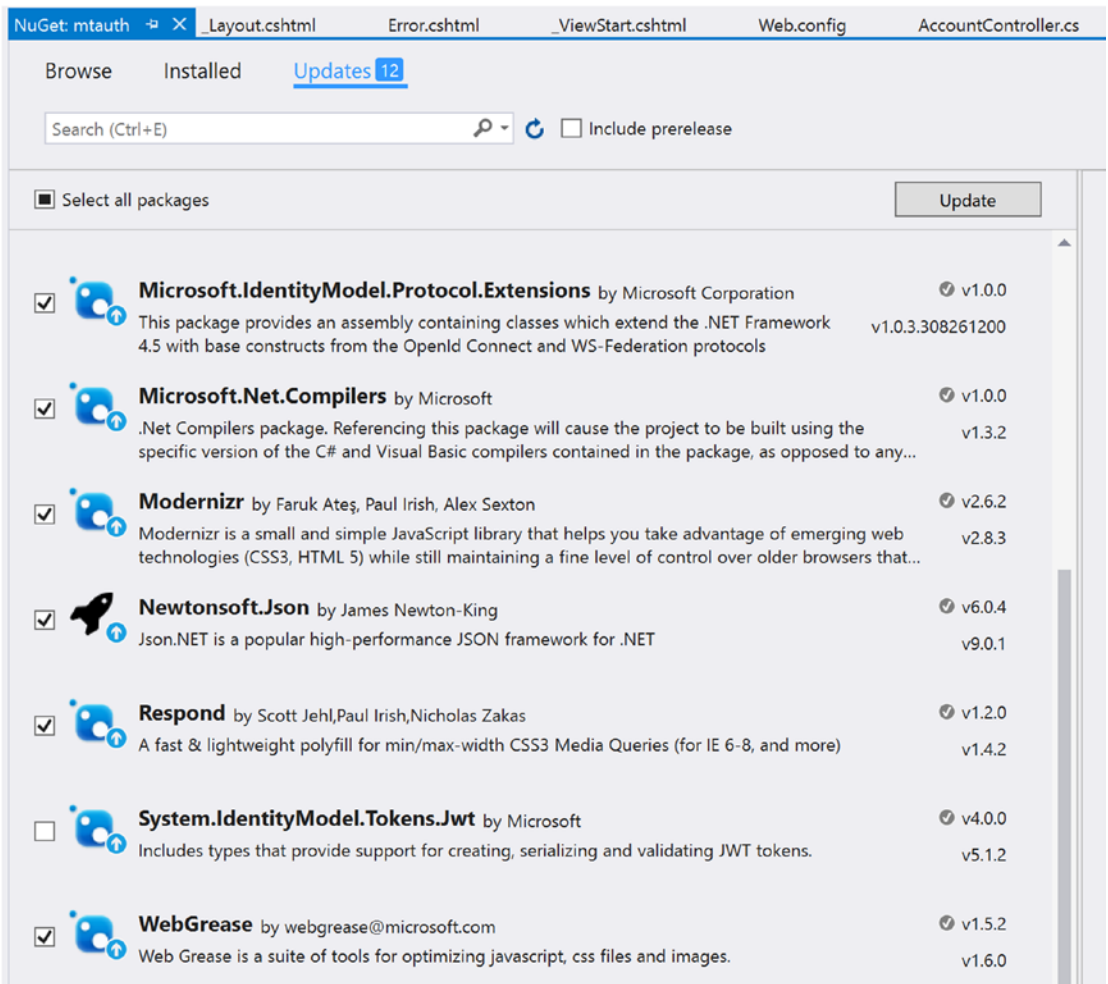 NuGet: mtauth _Layout.cshtml Error.cshtml _ViewStart.cshtml Web.config AccountController.cs
Browse Installed Updates 12
Search (Ctrl+E) Include prerelease
Select all packages Update
Microsoft.IdentityModel.Protocol.Extensions by Microsoft Corporation v1.0.0
This package provides an assembly containing classes which extend the .NET Framework v1.0.3.308261200
4.5 with base constructs from the OpenId Connect and WS-Federation protocols
Microsoft.Net.Compilers by Microsoft v1.0.0
.Net Compilers package. Referencing this package will cause the project to be built using the v1.3.2
specific version of the C# and Visual Basic compilers contained in the package, as opposed to any...
Modernizr by Faruk Ateş, Paul Irish, Alex Sexton v2.6.2
Modernizr is a small and simple JavaScript library that helps you take advantage of emerging web v2.8.3
technologies (CSS3, HTML 5) while still maintaining a fine level of control over older browsers that...
Newtonsoft.Json by James Newton-King v6.0.4
Json.NET is a popular high-performance JSON framework for .NET v9.0.1
Respond by Scott Jehl,Paul Irish,Nicholas Zakas v1.2.0
A fast & lightweight polyfill for min/max-width CSS3 Media Queries (for IE 6-8, and more) v1.4.2
System.IdentityModel.Tokens.Jwt by Microsoft v4.0.0
Includes types that provide support for creating, serializing and validating JWT tokens. v5.1.2
WebGrease by webgrease@microsoft.com v1.5.2
Web Grease is a suite of tools for optimizing javascript, css files and images. v1.6.0